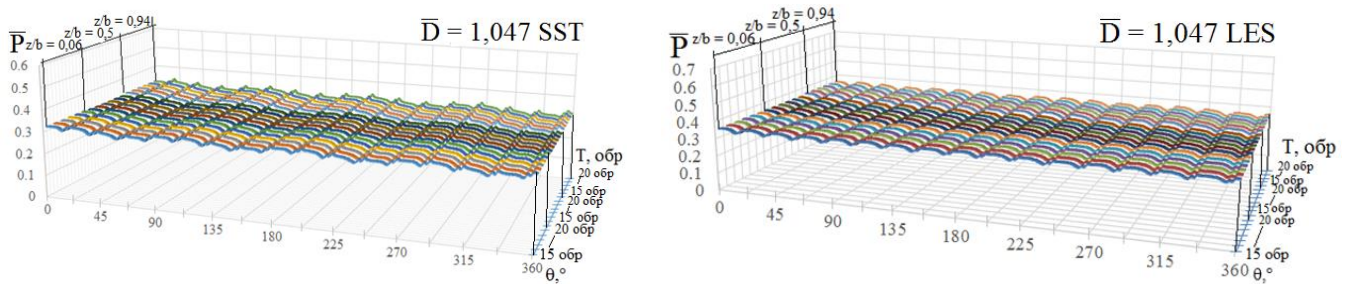 P̅ z/b = 0,06 z/b = 0,5 z/b = 0,94
D̅ = 1,047 SST
0.6
0.5
0.4
0.3
0.2
0.1
0
0 45 90 135 180 225 270 315 360
θ,°
T, обр
20 обр
15 обр
20 обр
15 обр
20 обр
15 обр
P̅ z/b = 0,06 z/b = 0,5 z/b = 0,94
D̅ = 1,047 LES
0.7
0.6
0.5
0.4
0.3
0.2
0.1
0
0 45 90 135 180 225 270 315 360
θ,°
T, обр
20 обр
15 обр
20 обр
15 обр
20 обр
15 обр